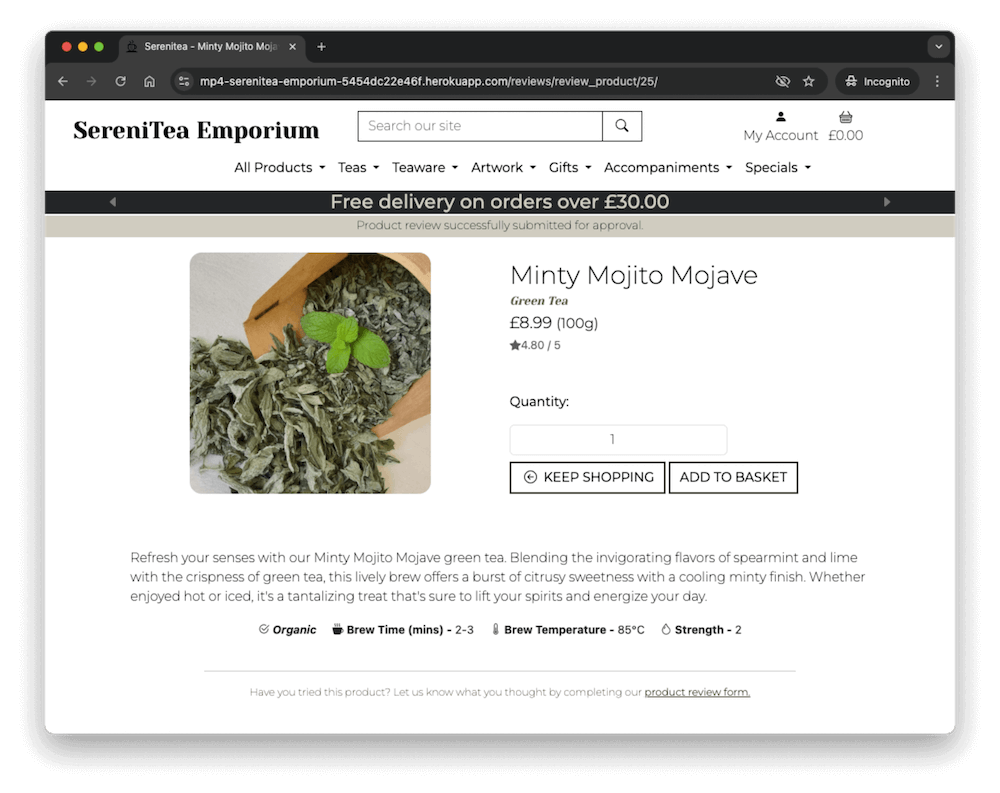 Serenitea - Minty Mojito Moja
mp4-serenitea-emporium-5454dc22e46f.herokuapp.com/reviews/review_product/25/
Incognito
SereniTea Emporium
Search our site
My Account £0.00
All Products Teas Teaware Artwork Gifts Accompaniments Specials
Free delivery on orders over £30.00
Product review successfully submitted for approval.
Minty Mojito Mojave
Green Tea
£8.99 (100g)
4.80 / 5
Quantity:
1
KEEP SHOPPING ADD TO BASKET
Refresh your senses with our Minty Mojito Mojave green tea. Blending the invigorating flavors of spearmint and lime
with the crispness of green tea, this lively brew offers a burst of citrusy sweetness with a cooling minty finish. Whether
enjoyed hot or iced, it's a tantalizing treat that's sure to lift your spirits and energize your day.
Organic Brew Time (mins) - 2-3 Brew Temperature - 85°C Strength - 2
Have you tried this product? Let us know what you thought by completing our product review form.